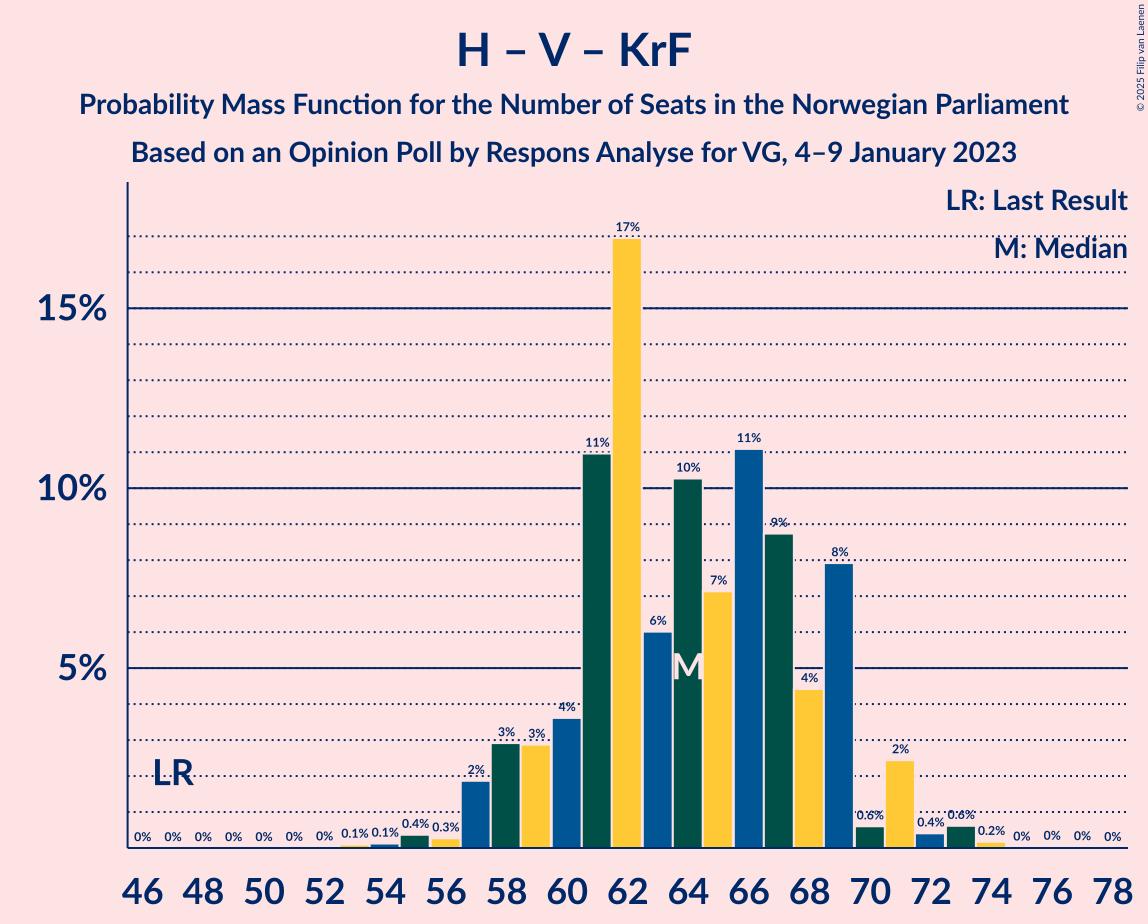 H – V – KrF
Probability Mass Function for the Number of Seats in the Norwegian Parliament
Based on an Opinion Poll by Respons Analyse for VG, 4–9 January 2023
© 2025 Filip van Laenen
LR: Last Result
M: Median
15%
10%
5%
LR
M
0% 0% 0% 0% 0% 0% 0% 0.1% 0.1% 0.4% 0.3% 2% 3% 3% 4% 11% 17% 6% 10% 7% 11% 9% 4% 8% 0.6% 2% 0.4% 0.6% 0.2% 0% 0% 0% 0%
46 48 50 52 54 56 58 60 62 64 66 68 70 72 74 76 78